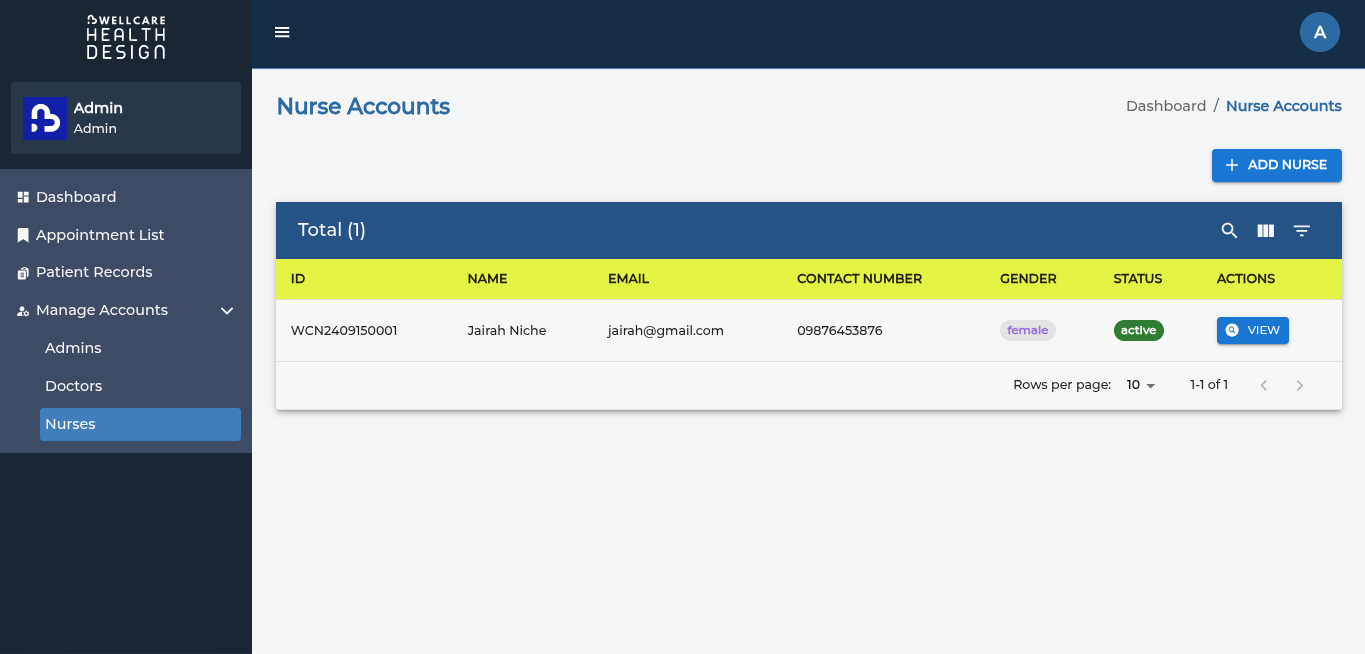 WELLCARE
HEALTH
DESIGN
A
Admin
Admin
Nurse Accounts
Dashboard / Nurse Accounts
ADD NURSE
Dashboard
Appointment List
Patient Records
Manage Accounts
Admins
Doctors
Nurses
Total (1)
ID NAME EMAIL CONTACT NUMBER GENDER STATUS ACTIONS
WCN2409150001 Jairah Niche jairah@gmail.com 09876453876 female active VIEW
Rows per page: 10 1-1 of 1